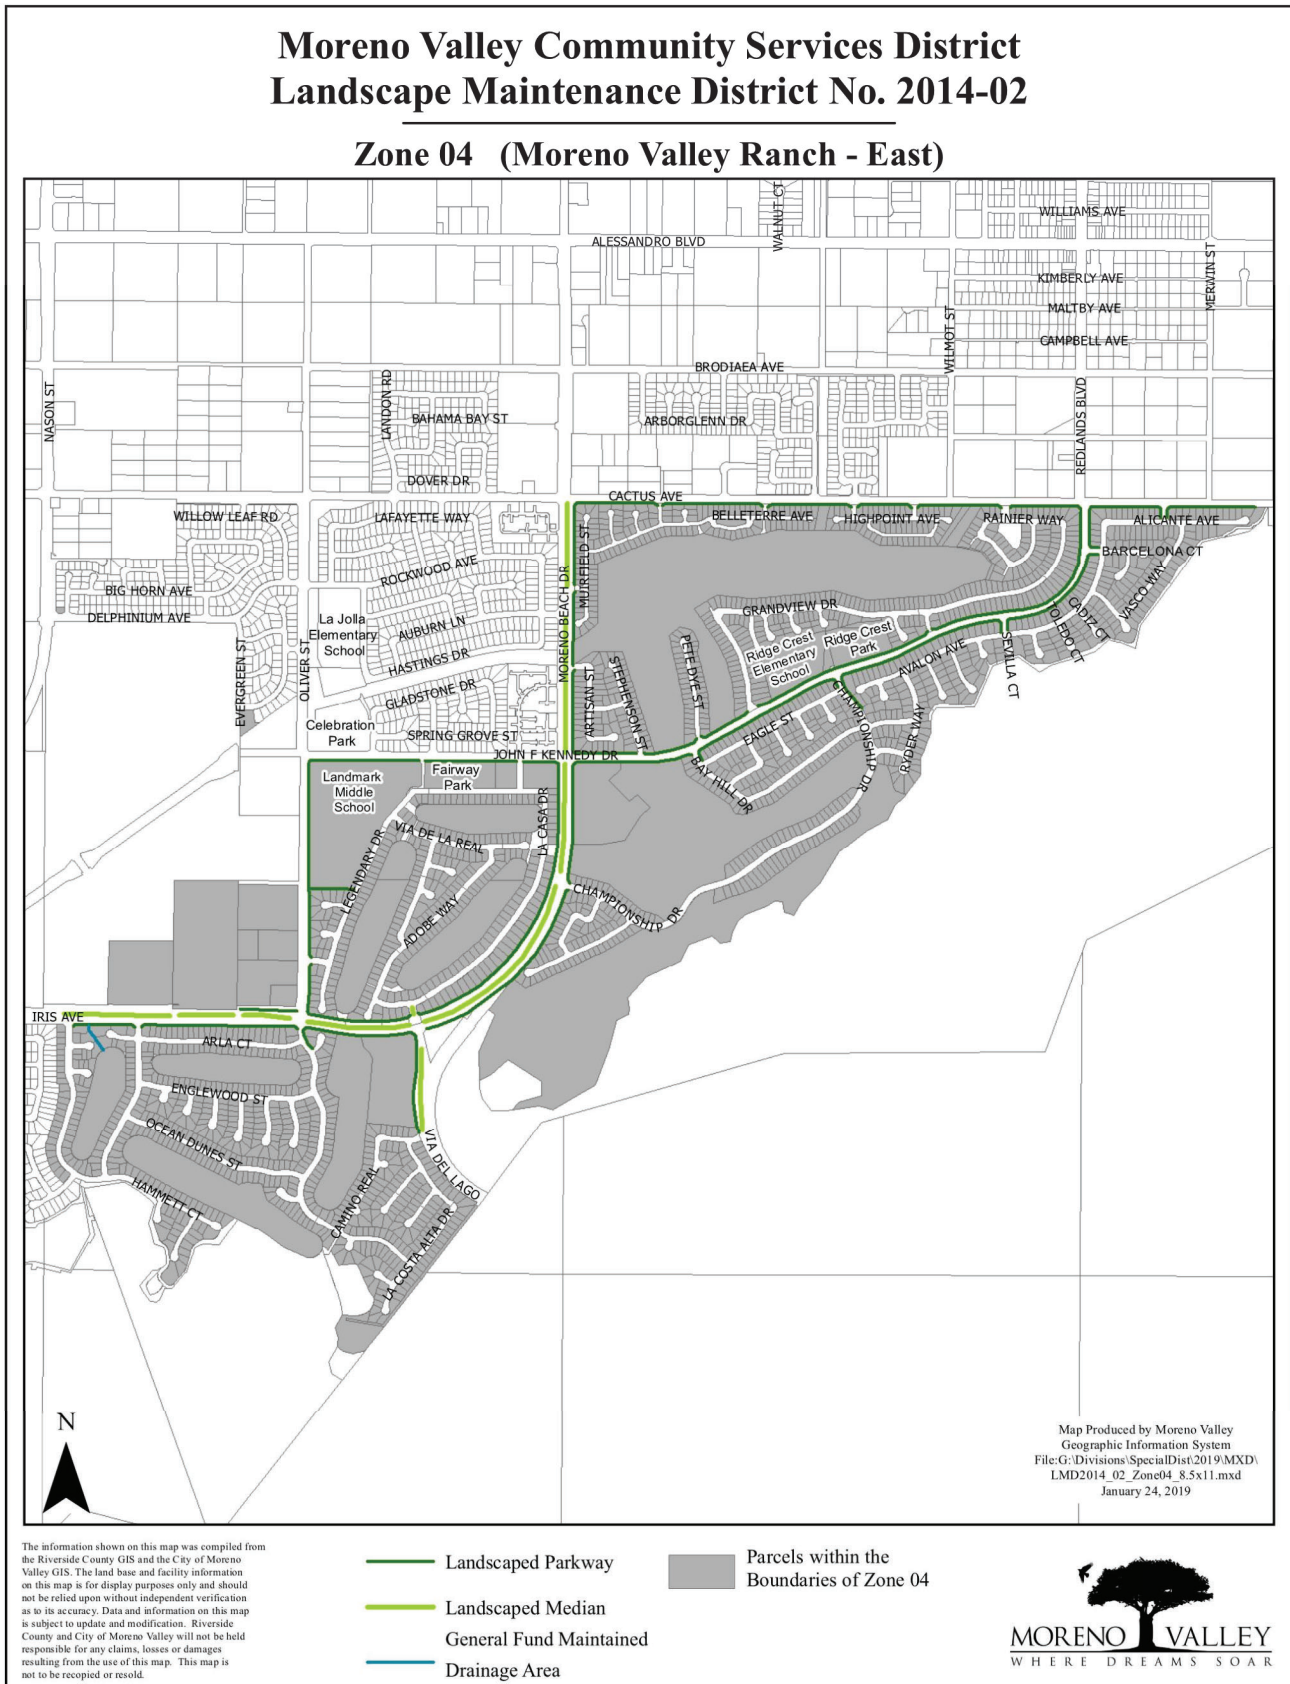 Moreno Valley Community Services District
Landscape Maintenance District No. 2014-02
Zone 04 (Moreno Valley Ranch - East)
WALNUT CT
WILLIAMS AVE
ALESSANDRO BLVD
MERWIN ST
KIMBERLY AVE
MALTBY AVE
WILMOT ST
CAMPBELL AVE
BRODIAEA AVE
NASON ST
LANDON RD
REDLANDS BLVD
BAHAMA BAY ST
ARBORGLENN DR
DOVER DR
CACTUS AVE
WILLOW LEAF RD
LAFAYETTE WAY
BELLETERRE AVE
HIGHPOINT AVE
RAINIER WAY
ALICANTE AVE
MUIRFIELD ST
BARCELONA CT
ROCKWOOD AVE
BIG HORN AVE
MORENO BEACH DR
VASCO WAY
DELPHINIUM AVE
La Jolla
Elementary
School
AUBURN LN
GRANDVIEW DR
CADIZ CT
TOLEDO CT
HASTINGS DR
EVERGREEN ST
OLIVER ST
PETE DYE ST
Ridge Crest
Elementary
School
Ridge Crest
Park
AVALON AVE
SEVILLA CT
STEPHENSON ST
ARTISAN ST
GLADSTONE DR
CHAMPIONSHIP DR
Celebration
Park
SPRING GROVE ST
EAGLE ST
RYDER WAY
JOHN F KENNEDY DR
BAY HILL DR
Landmark
Middle
School
Fairway
Park
LA CASA DR
VIA DE LA REAL
LEGENDARY DR
CHAMPIONSHIP DR
ADOBE WAY
IRIS AVE
ARLA CT
ENGLEWOOD ST
OCEAN DUNES ST
VIA DEL LAGO
HAMMETT CT
CAMINO REAL
LA COSTA ALTA DR
N
Map Produced by Moreno Valley
Geographic Information System
File:G:\Divisions\SpecialDist\2019\MXD\
LMD2014_02_Zone04_8.5x11.mxd
January 24, 2019
The information shown on this map was compiled from
the Riverside County GIS and the City of Moreno
Valley GIS. The land base and facility information
on this map is for display purposes only and should
not be relied upon without independent verification
as to its accuracy. Data and information on this map
is subject to update and modification. Riverside
County and City of Moreno Valley will not be held
responsible for any claims, losses or damages
resulting from the use of this map. This map is
not to be recopied or resold.
Landscaped Parkway
Landscaped Median
General Fund Maintained
Drainage Area
Parcels within the
Boundaries of Zone 04
MORENO VALLEY
WHERE DREAMS SOAR